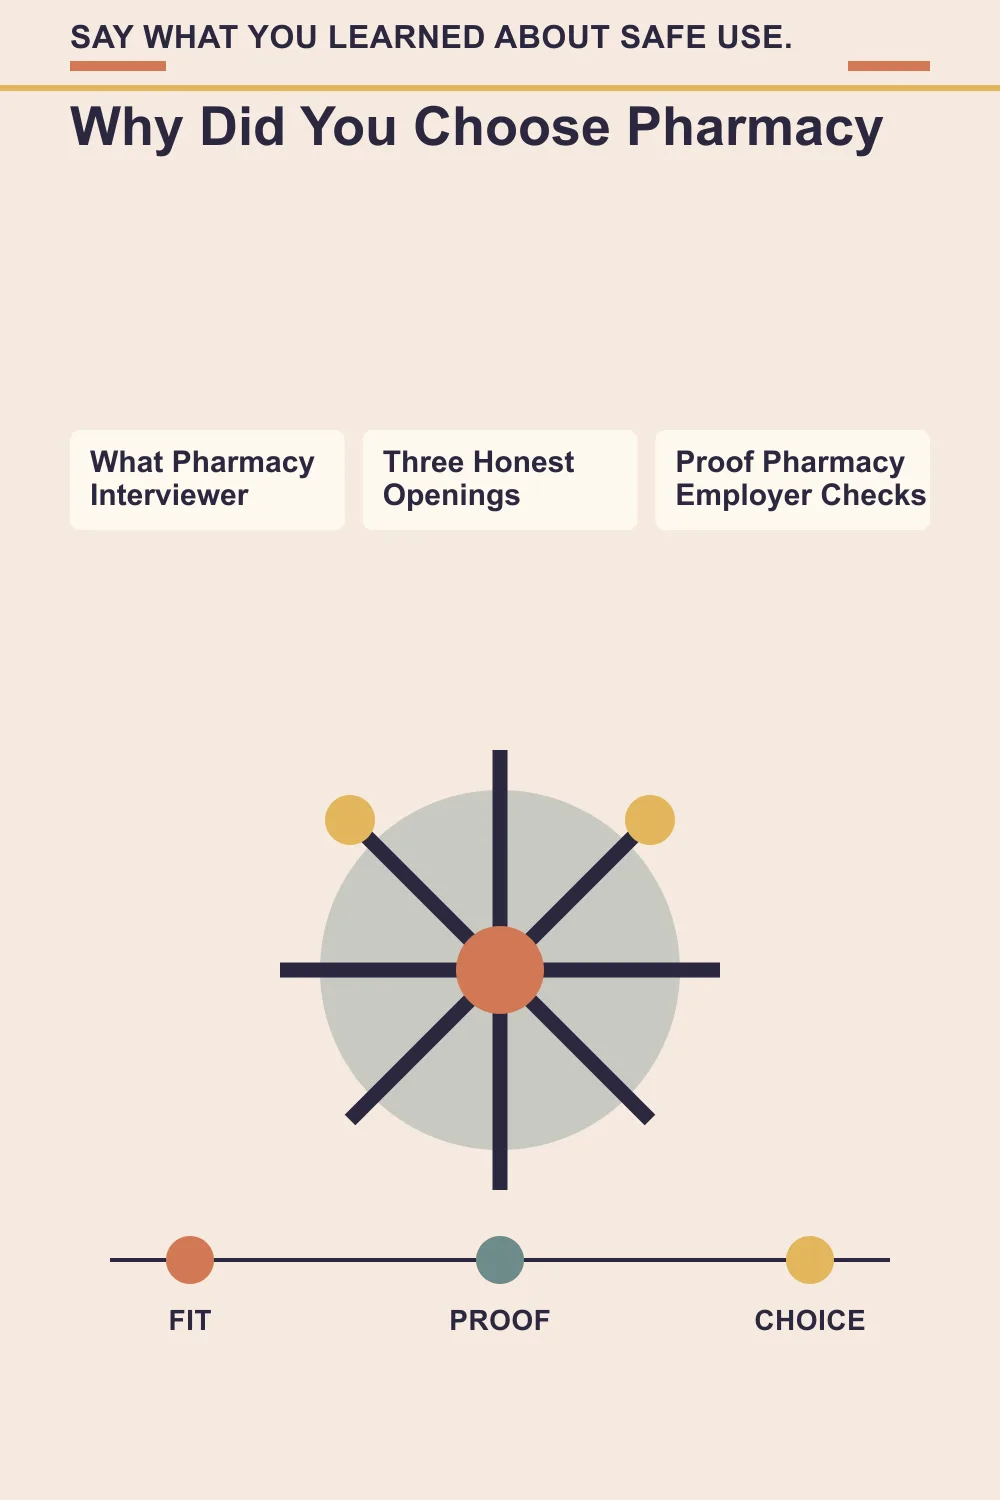 SAY WHAT YOU LEARNED ABOUT SAFE USE.
Why Did You Choose Pharmacy
What Pharmacy
Interviewer
Three Honest
Openings
Proof Pharmacy
Employer Checks
FIT
PROOF
CHOICE